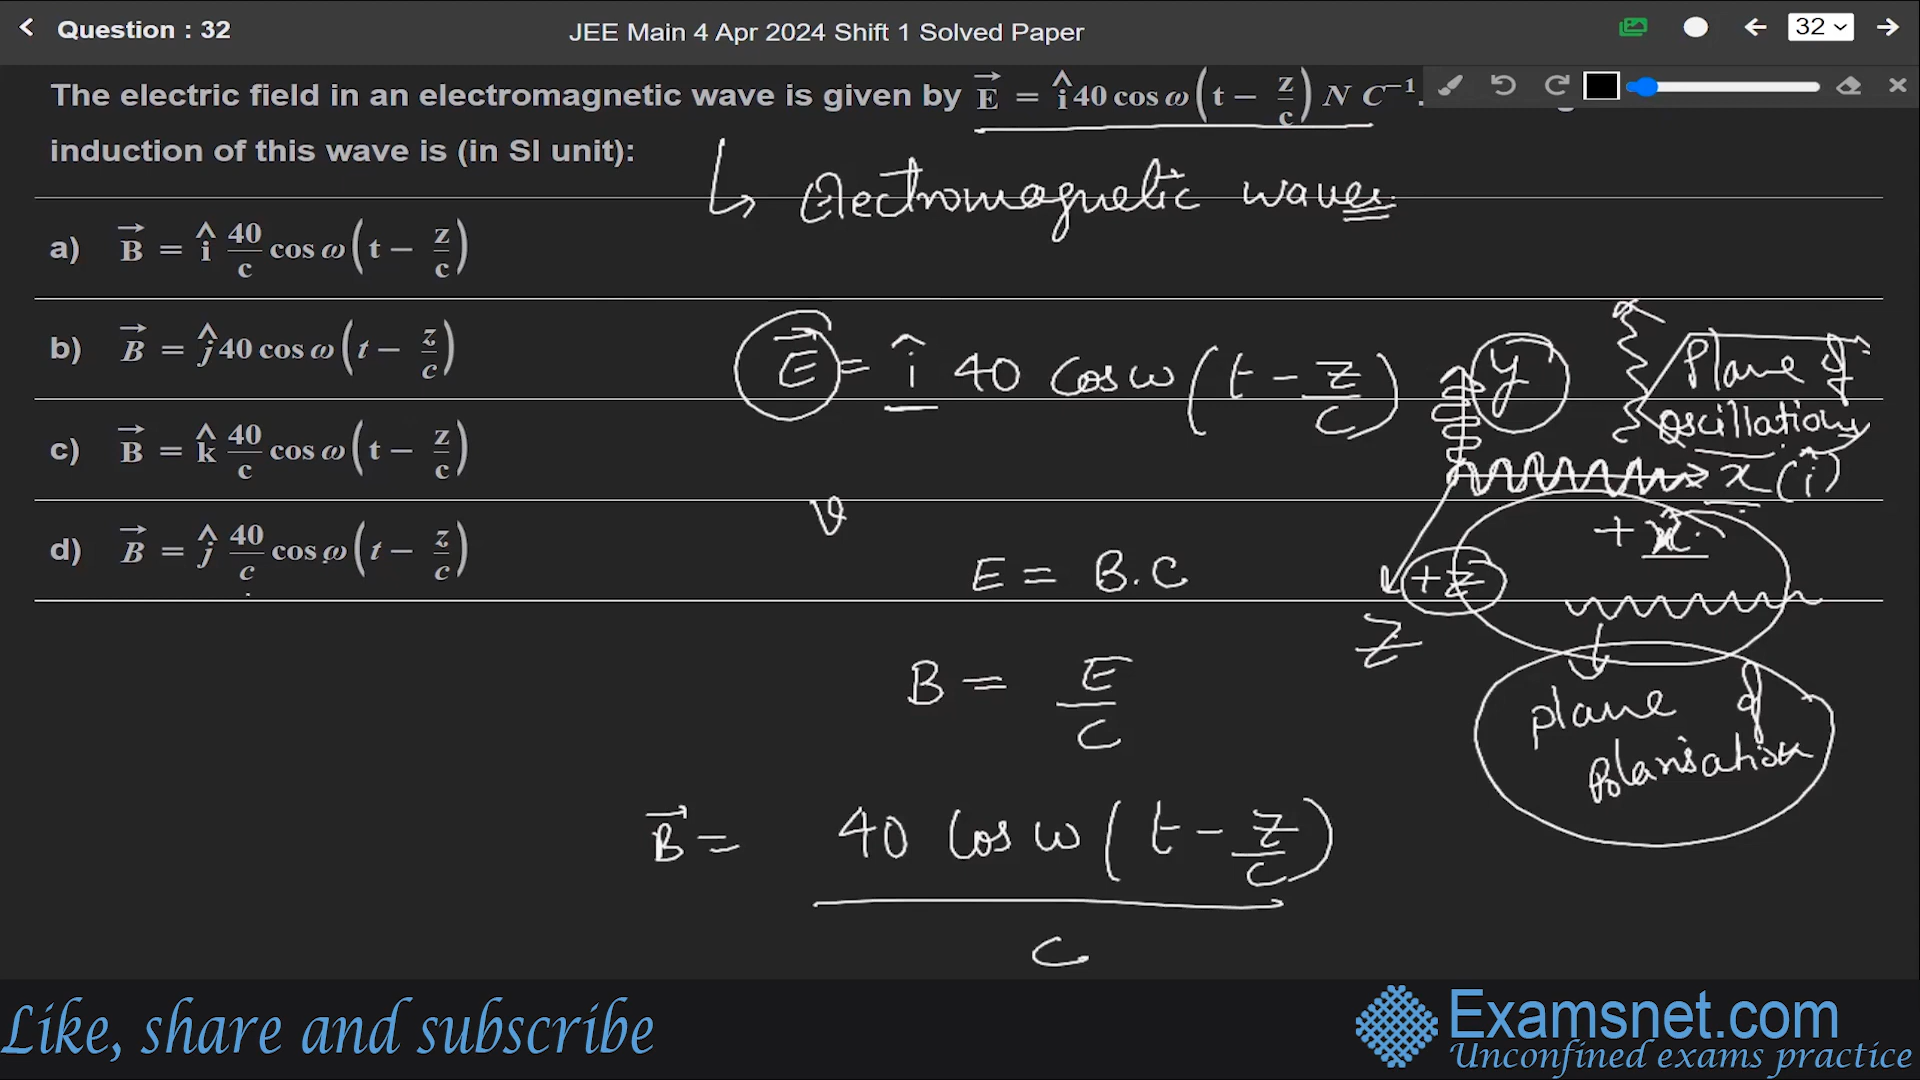 Question : 32
JEE Main 4 Apr 2024 Shift 1 Solved Paper
32
The electric field in an electromagnetic wave is given by E⃗ = î40 cos ω(t − z/c) N C⁻¹.
induction of this wave is (in SI unit):
Electromagnetic waves
a) B⃗ = î 40/c cos ω(t − z/c)
b) B⃗ = ĵ40 cos ω(t − z/c)
c) B⃗ = k̂ 40/c cos ω(t − z/c)
d) B⃗ = ĵ 40/c cos ω(t − z/c)
E⃗ = î 40 cos ω(t − z/c)
y
Plane of
oscillations
x (î)
v
+ x
E = B.C
+z
z
B = E/C
plane of
Polarisation
B⃗ = 40 cos ω(t − z/c) / C
Like, share and subscribe
Examsnet.com
Unconfined exams practice